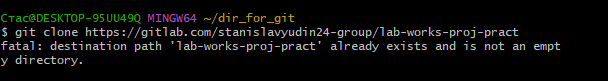 Стас@DESKTOP-95UU49Q MINGW64 ~/dir_for_git
$ git clone https://gitlab.com/stanislavyudin24-group/lab-works-proj-pract
fatal: destination path 'lab-works-proj-pract' already exists and is not an empt
y directory.